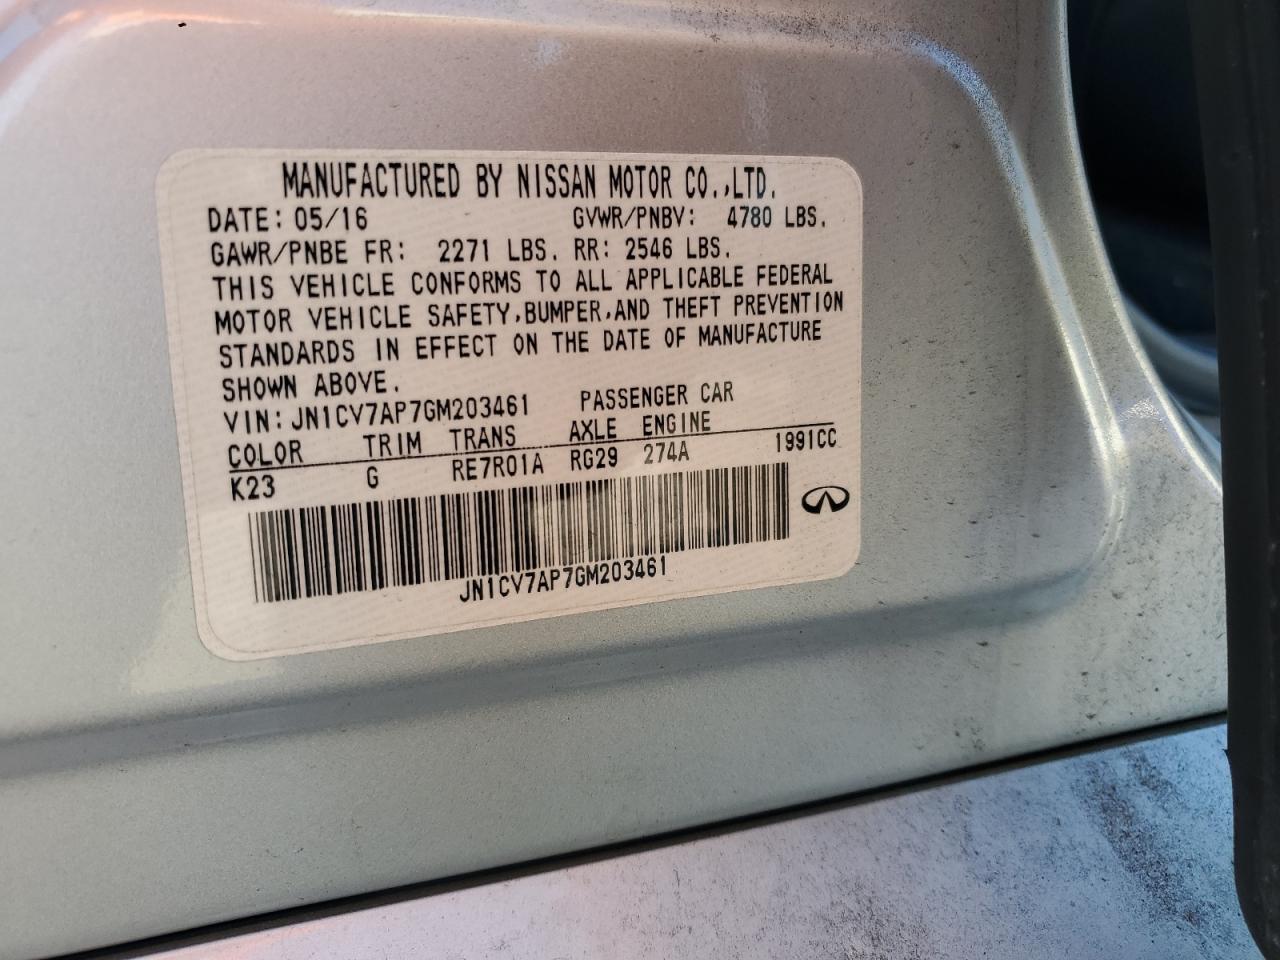 MANUFACTURED BY NISSAN MOTOR CO.,LTD.
DATE: 05/16 GVWR/PNBV: 4780 LBS.
GAWR/PNBE FR: 2271 LBS. RR: 2546 LBS.
THIS VEHICLE CONFORMS TO ALL APPLICABLE FEDERAL
MOTOR VEHICLE SAFETY,BUMPER,AND THEFT PREVENTION
STANDARDS IN EFFECT ON THE DATE OF MANUFACTURE
SHOWN ABOVE.
VIN: JN1CV7AP7GM203461 PASSENGER CAR
COLOR TRIM TRANS AXLE ENGINE
K23 G RE7R01A RG29 274A 1991CC
JN1CV7AP7GM203461